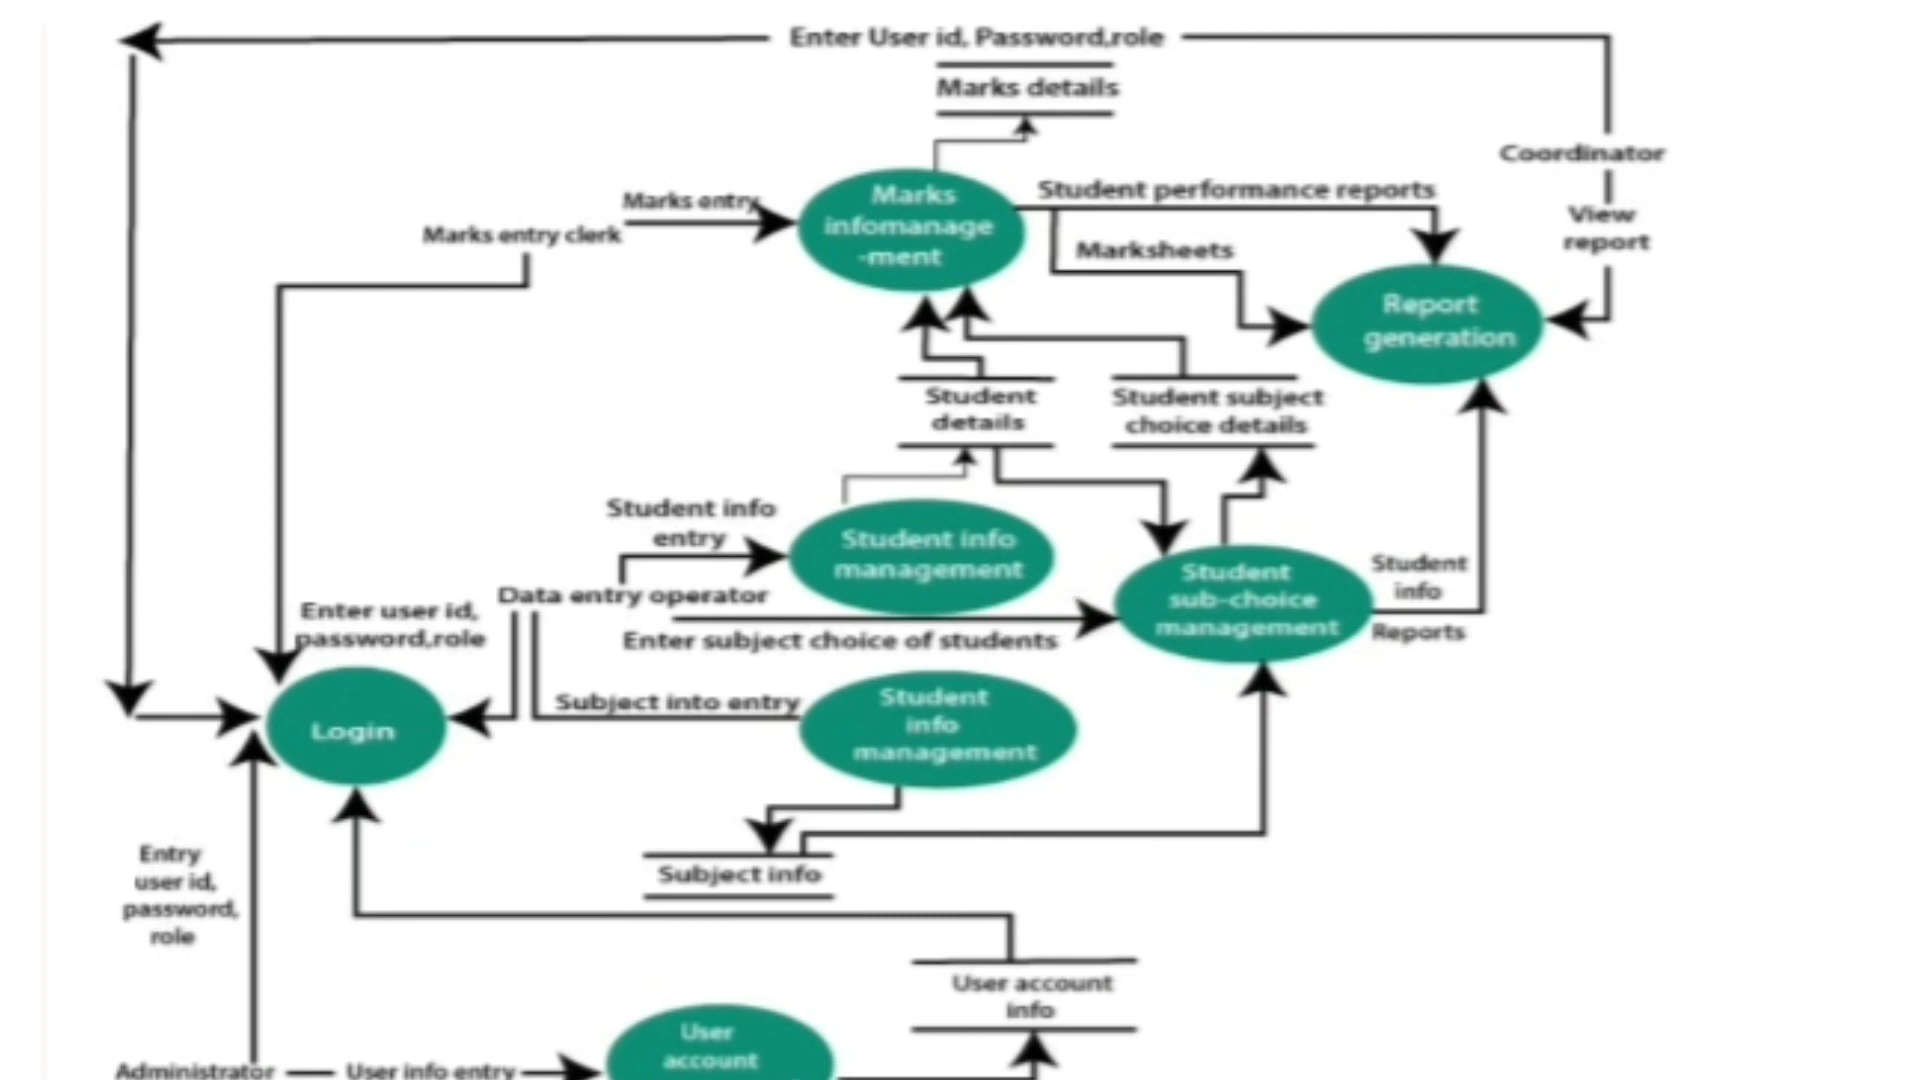 Enter User id, Password,role
Marks details
Coordinator
View
report
Marks
infomanage
-ment
Student performance reports
Marks entry
Marks entry clerk
Marksheets
Report
generation
Student
details
Student subject
choice details
Student info
entry
Student info
management
Data entry operator
Enter user id,
password,role
Enter subject choice of students
Student
sub-choice
management
Student
info
Reports
Login
Subject into entry
Student
info
management
Entry
user id,
password,
role
Subject info
User account
info
User
account
Administrator
User info entry